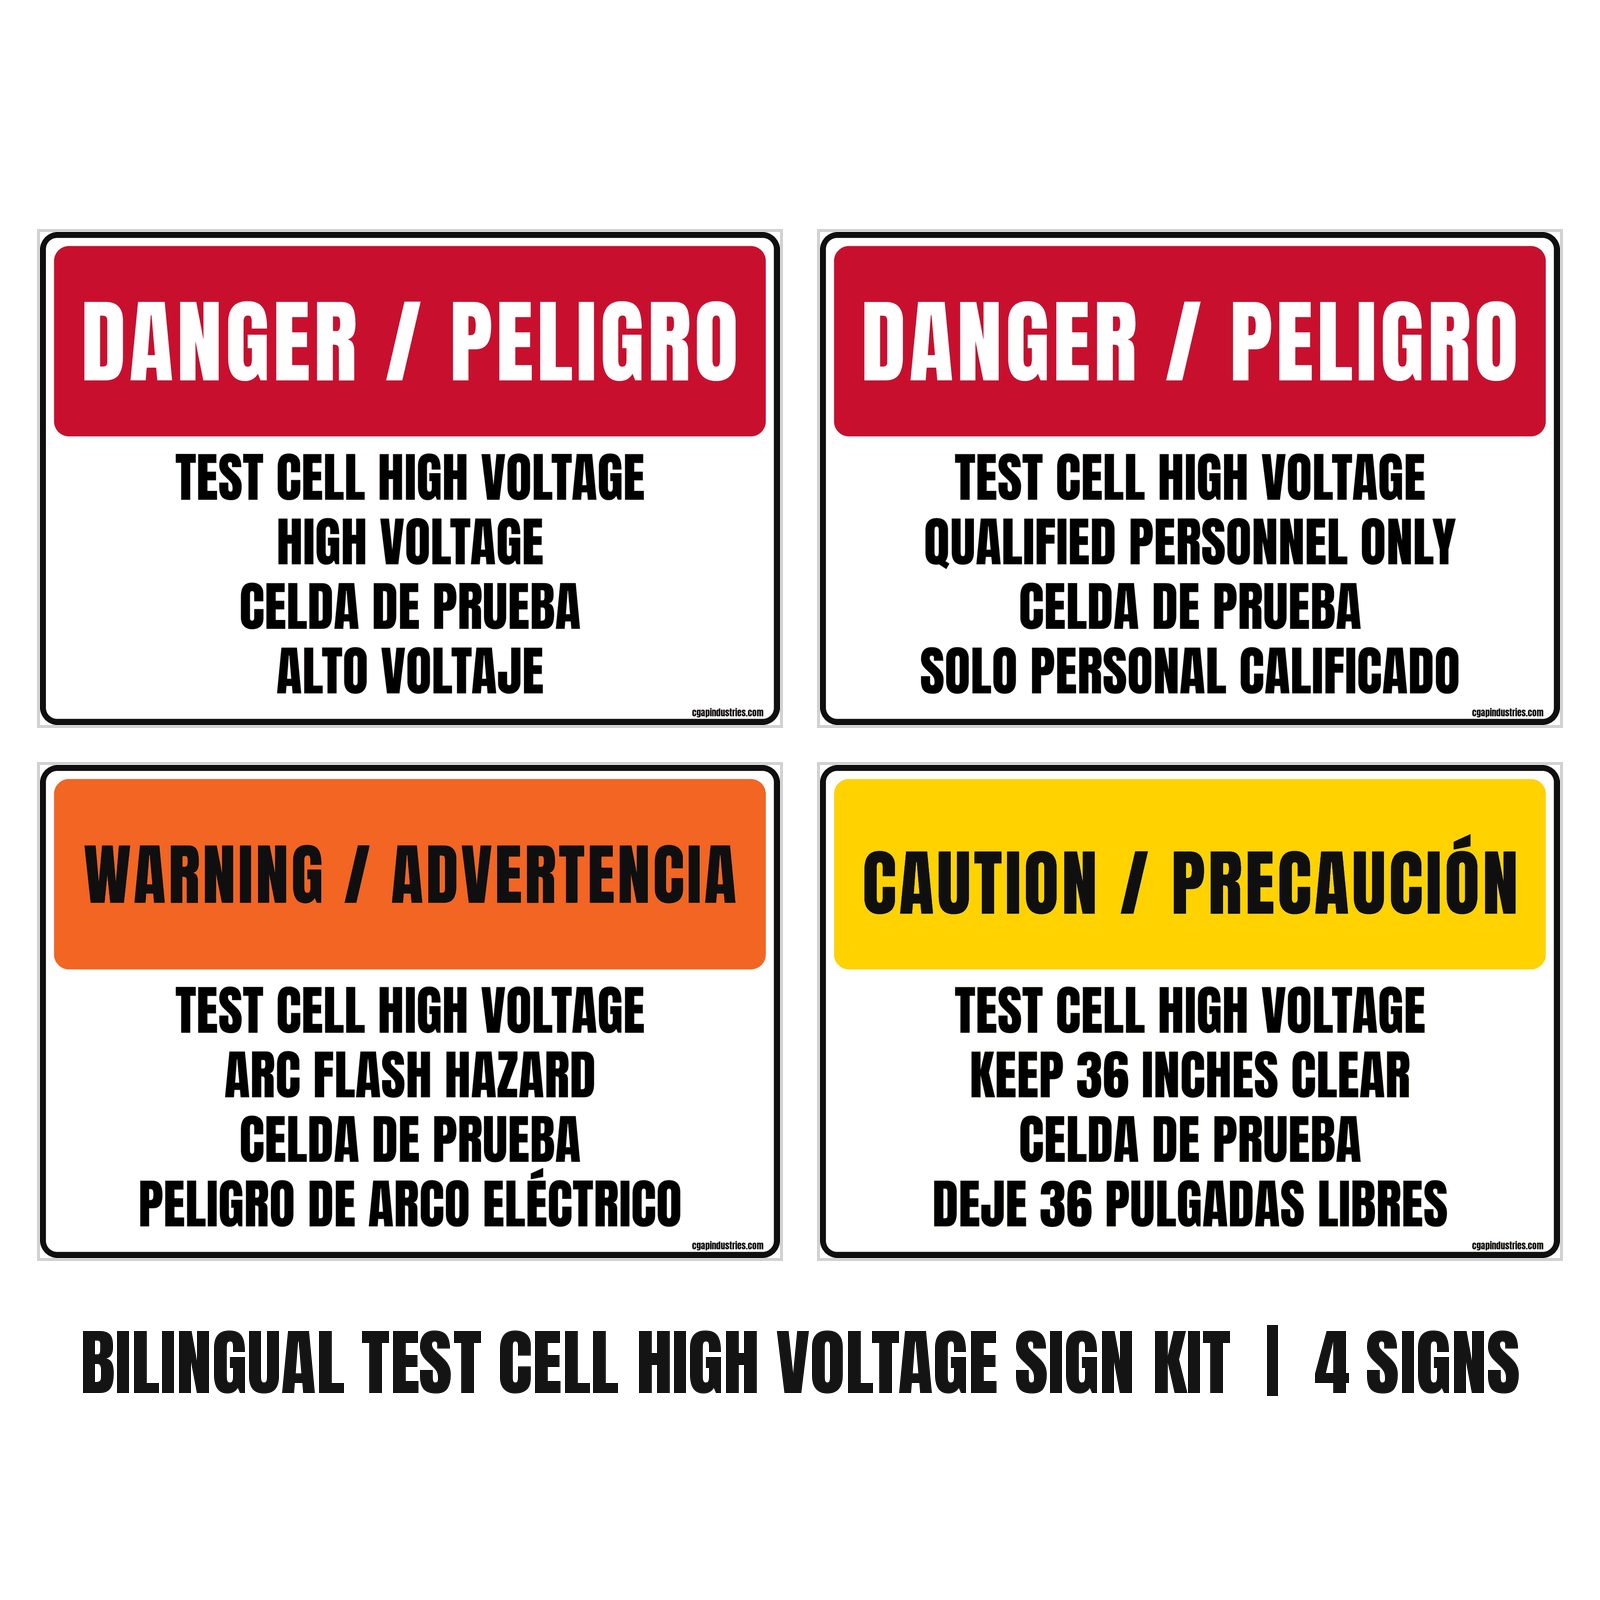 DANGER / PELIGRO
TEST CELL HIGH VOLTAGE
HIGH VOLTAGE
CELDA DE PRUEBA
ALTO VOLTAJE
cgapindustries.com
DANGER / PELIGRO
TEST CELL HIGH VOLTAGE
QUALIFIED PERSONNEL ONLY
CELDA DE PRUEBA
SOLO PERSONAL CALIFICADO
cgapindustries.com
WARNING / ADVERTENCIA
TEST CELL HIGH VOLTAGE
ARC FLASH HAZARD
CELDA DE PRUEBA
PELIGRO DE ARCO ELÉCTRICO
cgapindustries.com
CAUTION / PRECAUCIÓN
TEST CELL HIGH VOLTAGE
KEEP 36 INCHES CLEAR
CELDA DE PRUEBA
DEJE 36 PULGADAS LIBRES
cgapindustries.com
BILINGUAL TEST CELL HIGH VOLTAGE SIGN KIT | 4 SIGNS